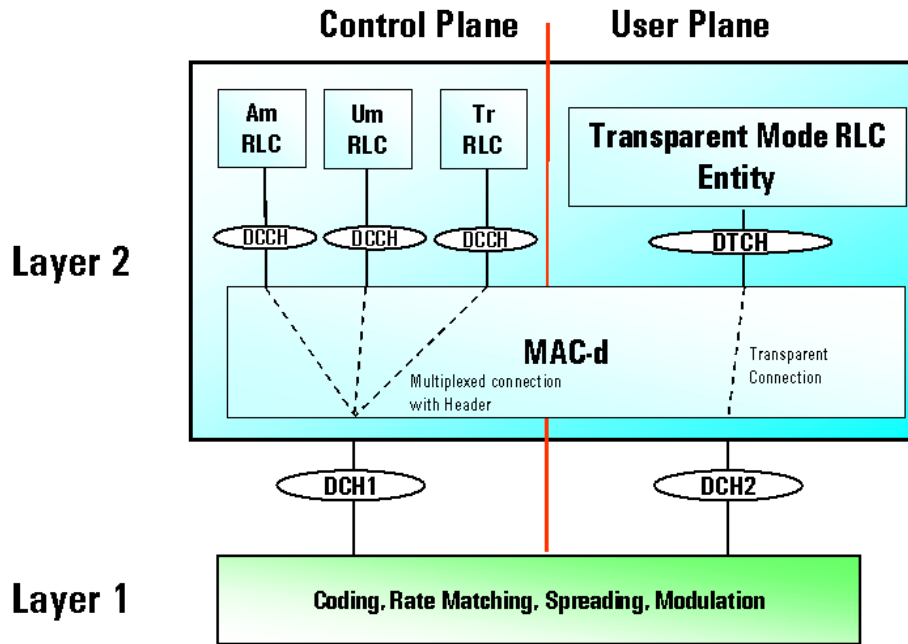 Control Plane
User Plane
Am
RLC
Um
RLC
Tr
RLC
Transparent Mode RLC
Entity
DCCH
DCCH
DCCH
DTCH
Layer 2
MAC-d
Multiplexed connection
with Header
Transparent
Connection
DCH1
DCH2
Layer 1
Coding, Rate Matching, Spreading, Modulation